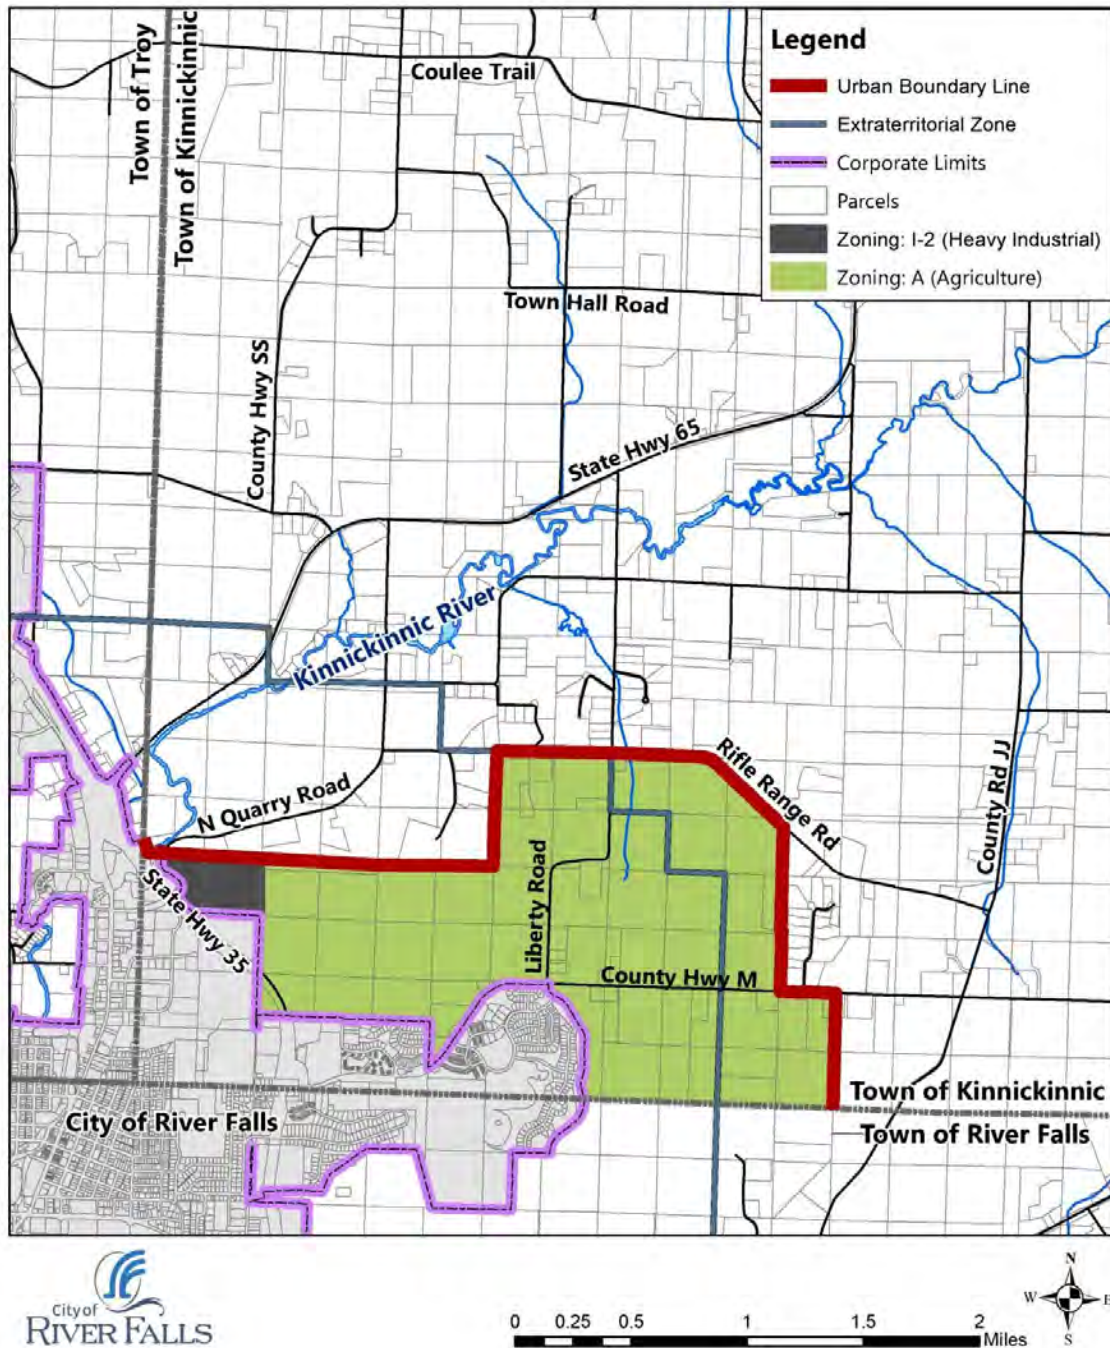 Legend
Urban Boundary Line
Extraterritorial Zone
Corporate Limits
Parcels
Zoning: I-2 (Heavy Industrial)
Zoning: A (Agriculture)
Town of Troy
Town of Kinnickinnic
Coulee Trail
Town Hall Road
County Hwy SS
State Hwy 65
Kinnickinnic River
N Quarry Road
Rifle Range Rd
County Rd JJ
State Hwy 35
Liberty Road
County Hwy M
Town of Kinnickinnic
City of River Falls
Town of River Falls
City of
RIVER FALLS
0 0.25 0.5 1 1.5 2
Miles
N
W E
S